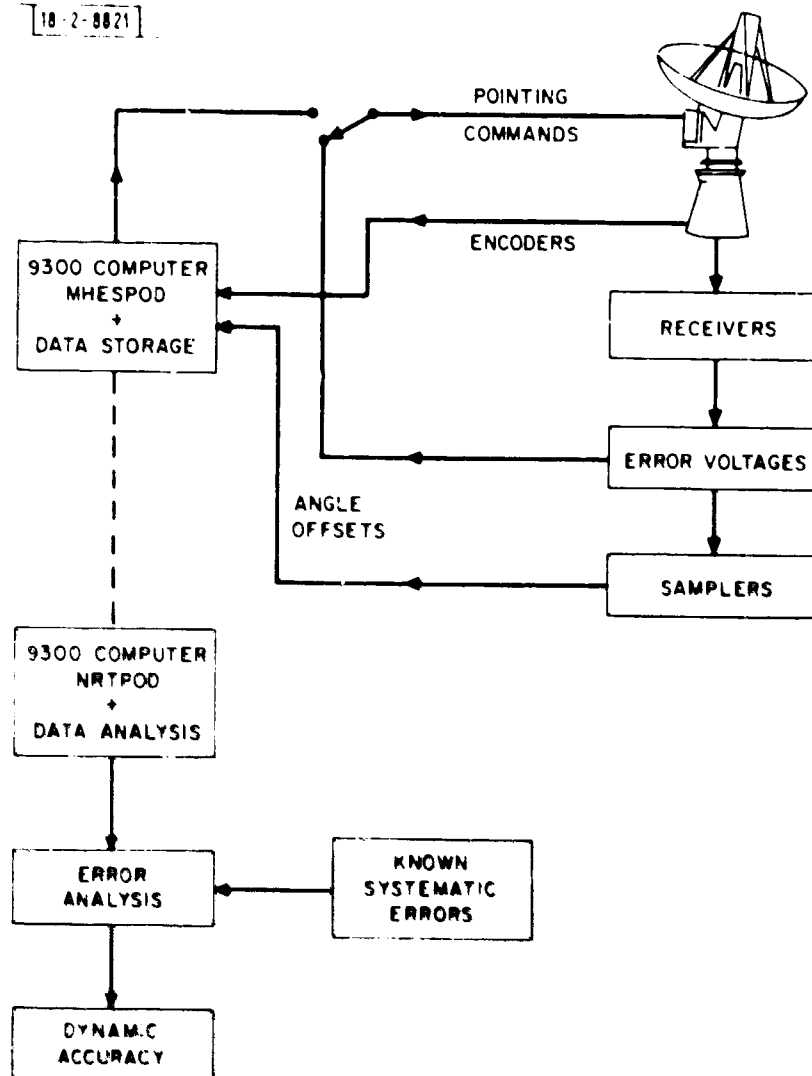 18-2-8821
POINTING
COMMANDS
ENCODERS
9300 COMPUTER
MHESPOD
+
DATA STORAGE
RECEIVERS
ERROR VOLTAGES
ANGLE
OFFSETS
SAMPLERS
9300 COMPUTER
NRTPOD
+
DATA ANALYSIS
ERROR
ANALYSIS
KNOWN
SYSTEMATIC
ERRORS
DYNAMIC
ACCURACY